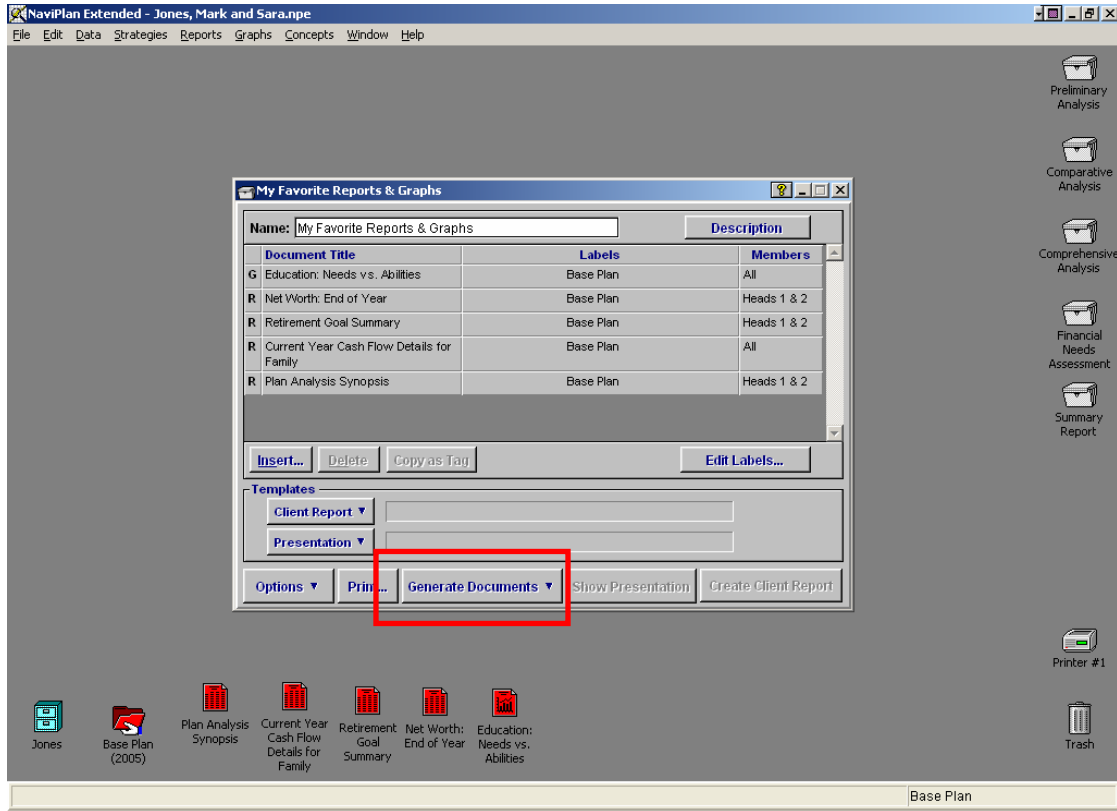 NaviPlan Extended - Jones, Mark and Sara.npe
File Edit Data Strategies Reports Graphs Concepts Window Help
Preliminary
Analysis
Comparative
Analysis
Comprehensive
Analysis
Financial
Needs
Assessment
Summary
Report
My Favorite Reports & Graphs
Name: My Favorite Reports & Graphs Description
Document Title Labels Members
G Education: Needs vs. Abilities Base Plan All
R Net Worth: End of Year Base Plan Heads 1 & 2
R Retirement Goal Summary Base Plan Heads 1 & 2
R Current Year Cash Flow Details for Base Plan All
Family
R Plan Analysis Synopsis Base Plan Heads 1 & 2
Insert... Delete Copy as Tag Edit Labels...
Templates
Client Report
Presentation
Options Print... Generate Documents Show Presentation Create Client Report
Printer #1
Jones
Base Plan
(2005)
Plan Analysis
Synopsis
Current Year
Cash Flow
Details for
Family
Retirement
Goal
Summary
Net Worth:
End of Year
Education:
Needs vs.
Abilities
Trash
Base Plan